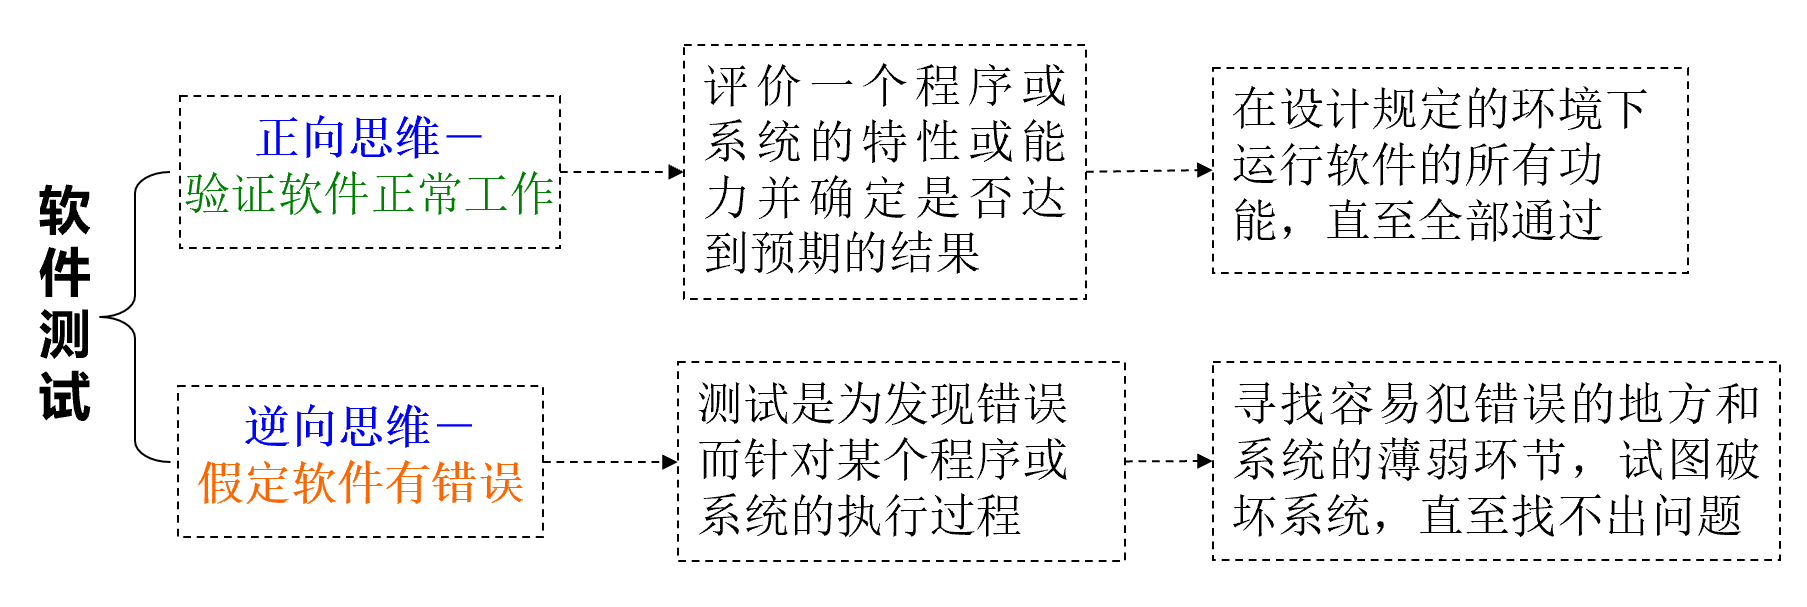 软件测试
正向思维—
验证软件正常工作
评价一个程序或
系统的特性或能
力并确定是否达
到预期的结果
在设计规定的环境下
运行软件的所有功
能，直至全部通过
逆向思维—
假定软件有错误
测试是为发现错误
而针对某个程序或
系统的执行过程
寻找容易犯错误的地方和
系统的薄弱环节，试图破
坏系统，直至找不出问题